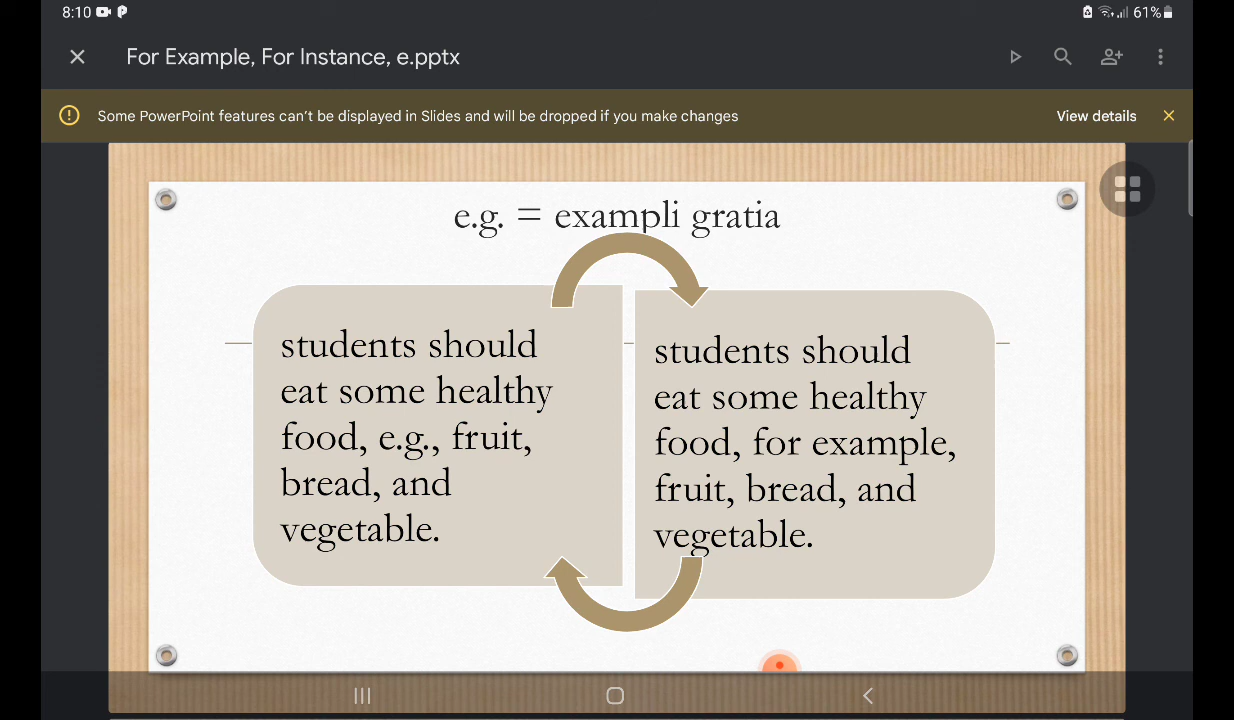 8:10
61%
For Example, For Instance, e.pptx
Some PowerPoint features can't be displayed in Slides and will be dropped if you make changes
View details
e.g. = exampli gratia
students should
eat some healthy
food, e.g., fruit,
bread, and
vegetable.
students should
eat some healthy
food, for example,
fruit, bread, and
vegetable.